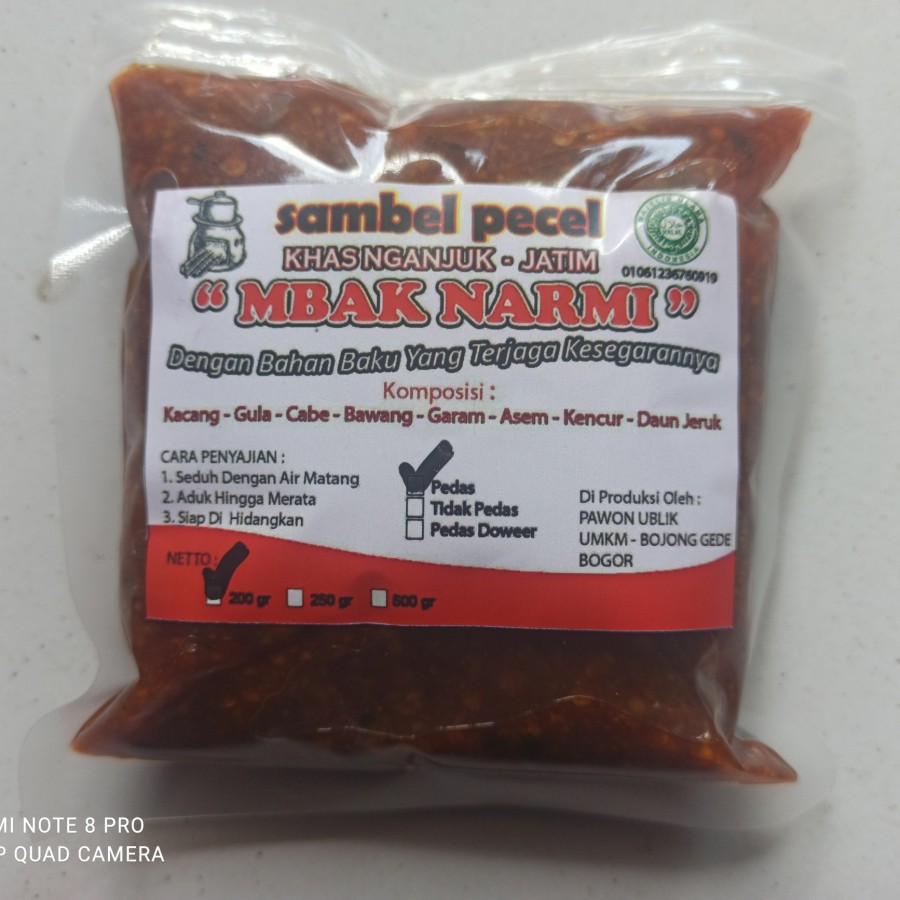 sambel pecel
KHAS NGANJUK - JATIM
01061236760919
“ MBAK NARMI ”
Dengan Bahan Baku Yang Terjaga Kesegarannya
Komposisi :
Kacang - Gula - Cabe - Bawang - Garam - Asem - Kencur - Daun Jeruk
CARA PENYAJIAN :
1. Seduh Dengan Air Matang
2. Aduk Hingga Merata
3. Siap Di Hidangkan
Pedas
Tidak Pedas
Pedas Doweer
Di Produksi Oleh :
PAWON UBLIK
UMKM - BOJONG GEDE
BOGOR
NETTO :
200 gr
250 gr
500 gr
MI NOTE 8 PRO
P QUAD CAMERA